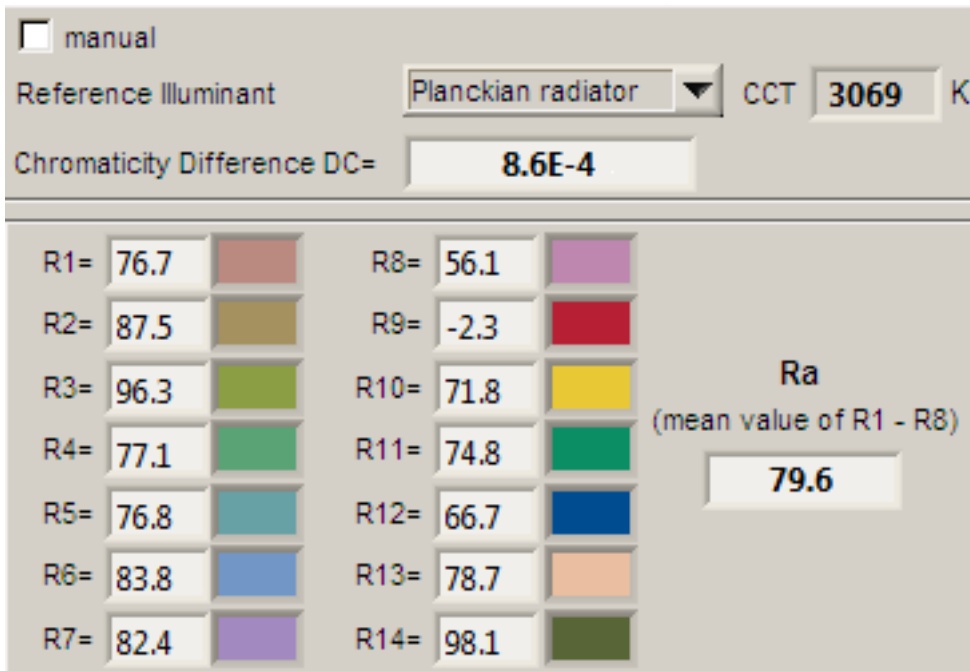 manual
Reference Illuminant Planckian radiator CCT 3069 K
Chromaticity Difference DC= 8.6E-4
R1= 76.7 R8= 56.1
R2= 87.5 R9= -2.3
R3= 96.3 R10= 71.8
R4= 77.1 R11= 74.8
R5= 76.8 R12= 66.7
R6= 83.8 R13= 78.7
R7= 82.4 R14= 98.1
Ra
(mean value of R1 - R8)
79.6